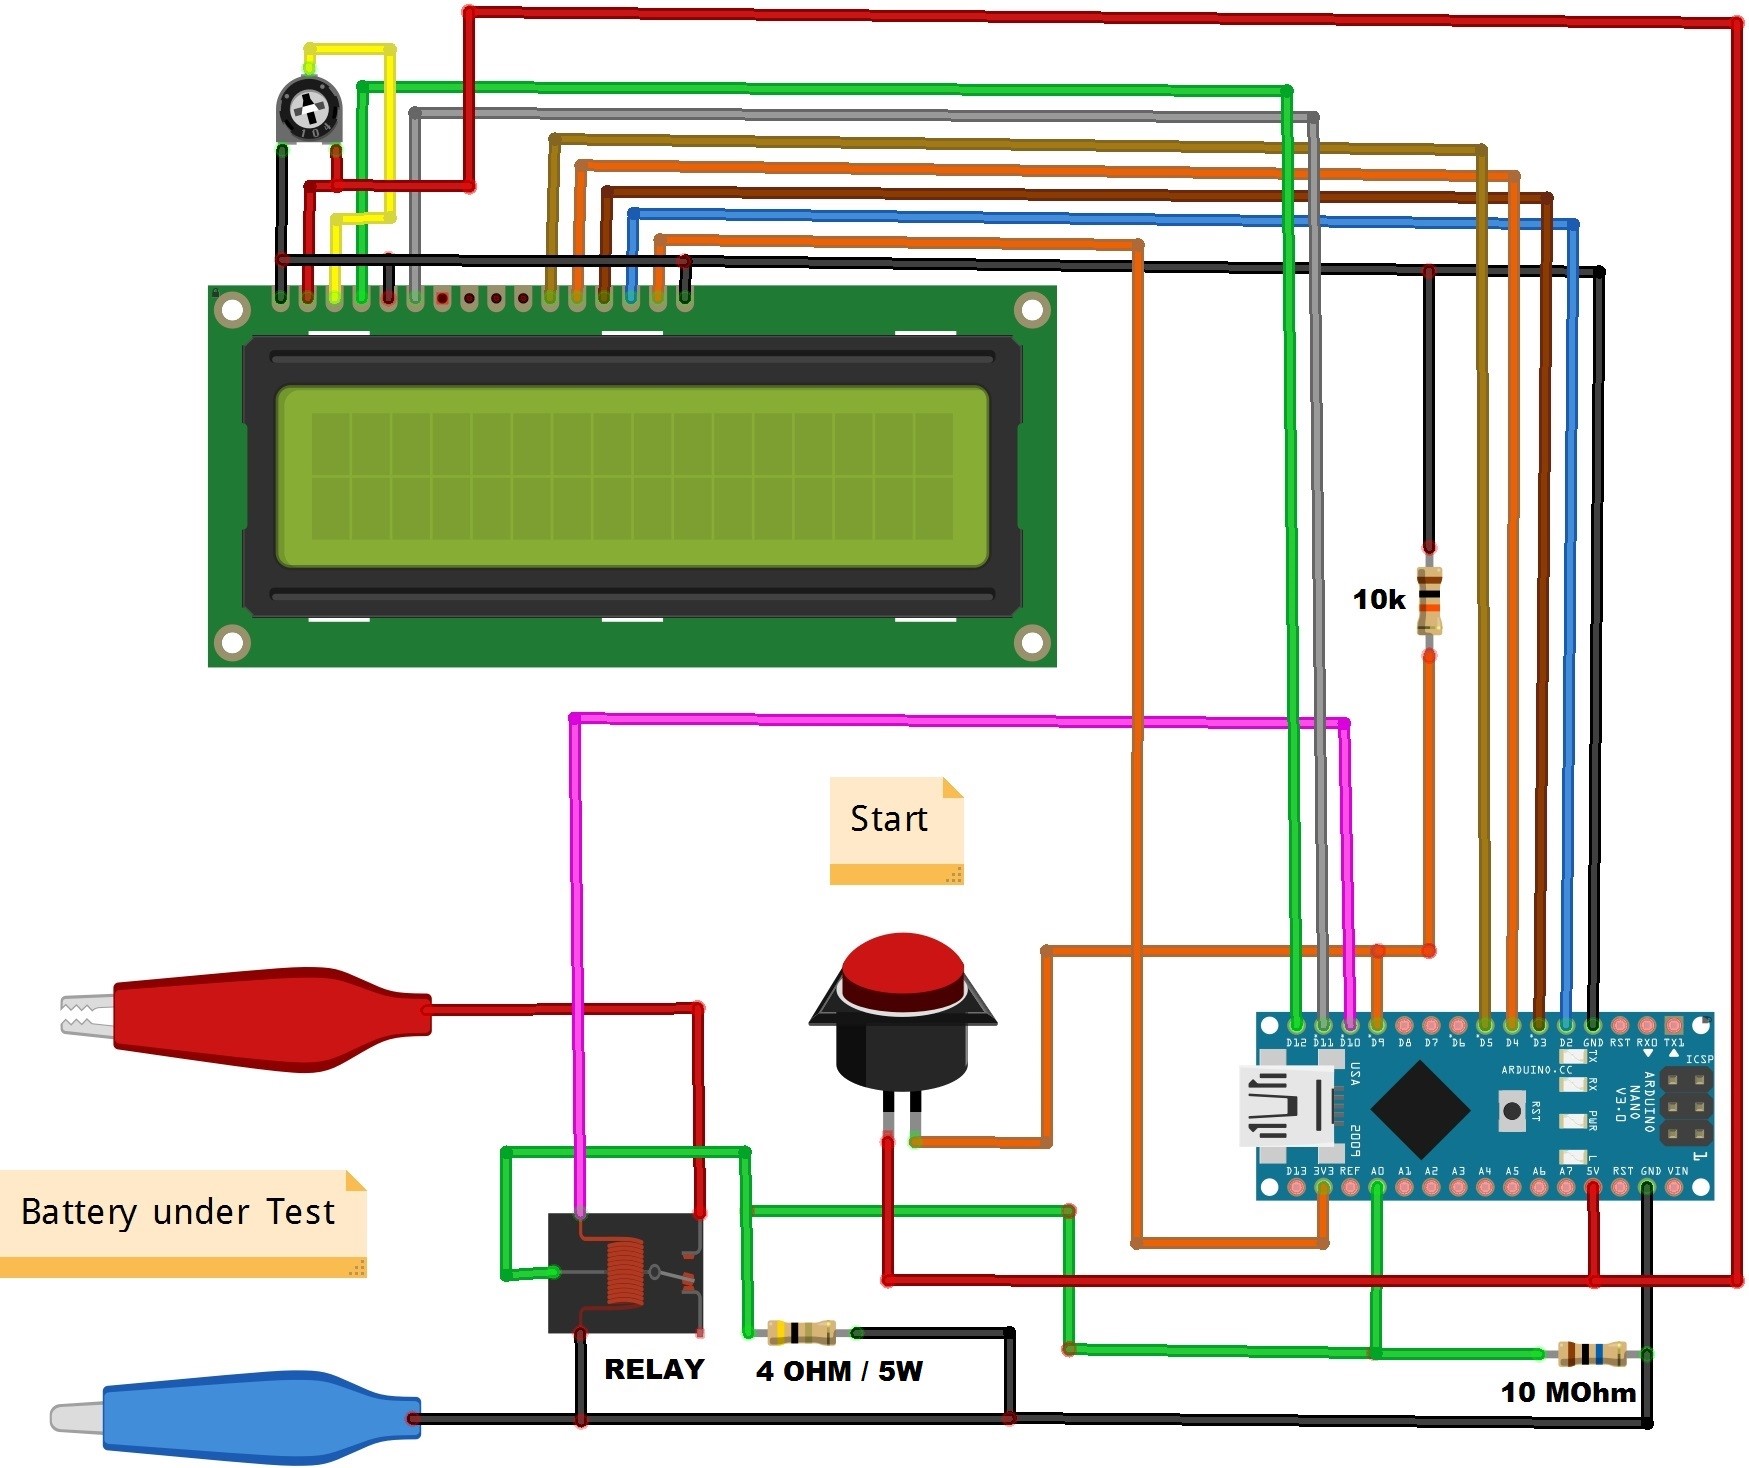 104
10k
Start
D12 D11 D10 D9 D8 D7 D6 D5 D4 D3 D2 GND RST RX0 TX1
USA
2009
ARDUINO.CC
TX
RX
PWR
L
RST
ARDUINO
NANO
V3.0
ICSP
1
D13 3V3 REF A0 A1 A2 A3 A4 A5 A6 A7 5V RST GND VIN
Battery under Test
RELAY
4 OHM / 5W
10 MOhm